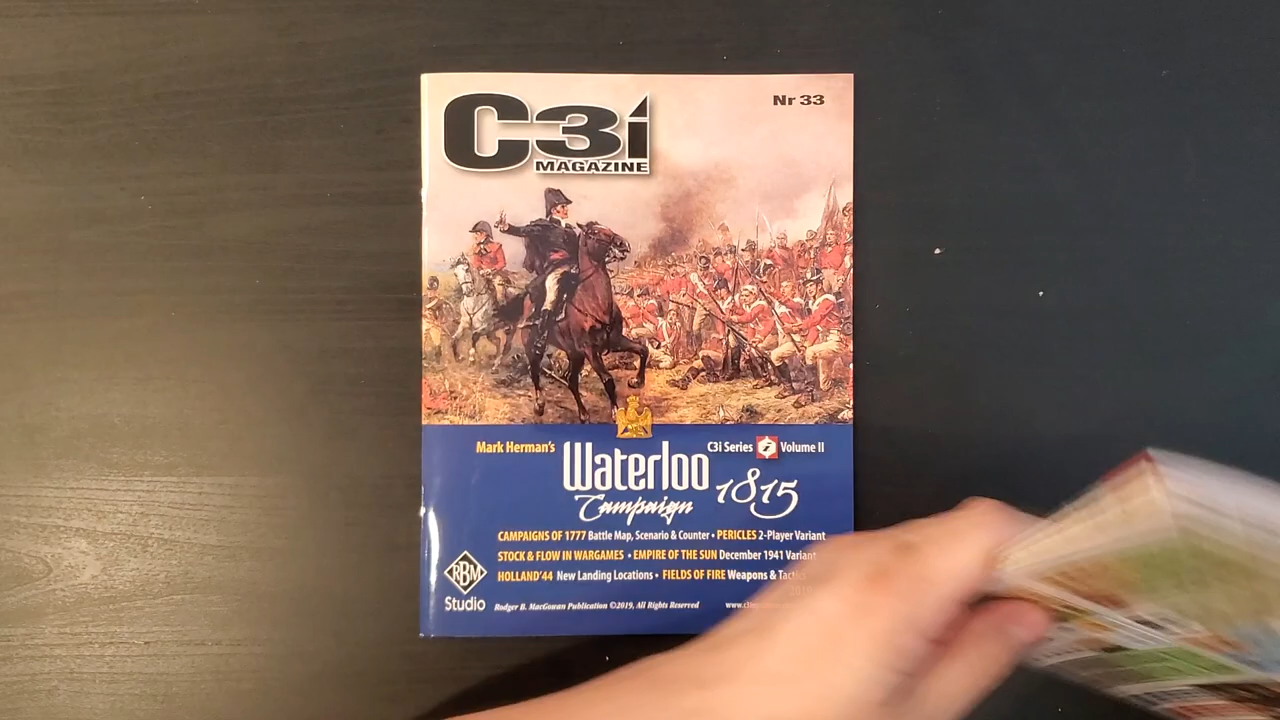 C3i
MAGAZINE
Nr 33
Mark Herman's
C3i Series
Volume II
Waterloo
Campaign 1815
CAMPAIGNS OF 1777 Battle Map, Scenario & Counter • PERICLES 2-Player Variant
STOCK & FLOW IN WARGAMES • EMPIRE OF THE SUN December 1941 Variant
HOLLAND'44 New Landing Locations • FIELDS OF FIRE Weapons &
RBM
Studio
Rodger B. MacGowan Publication ©2019, All Rights Reserved